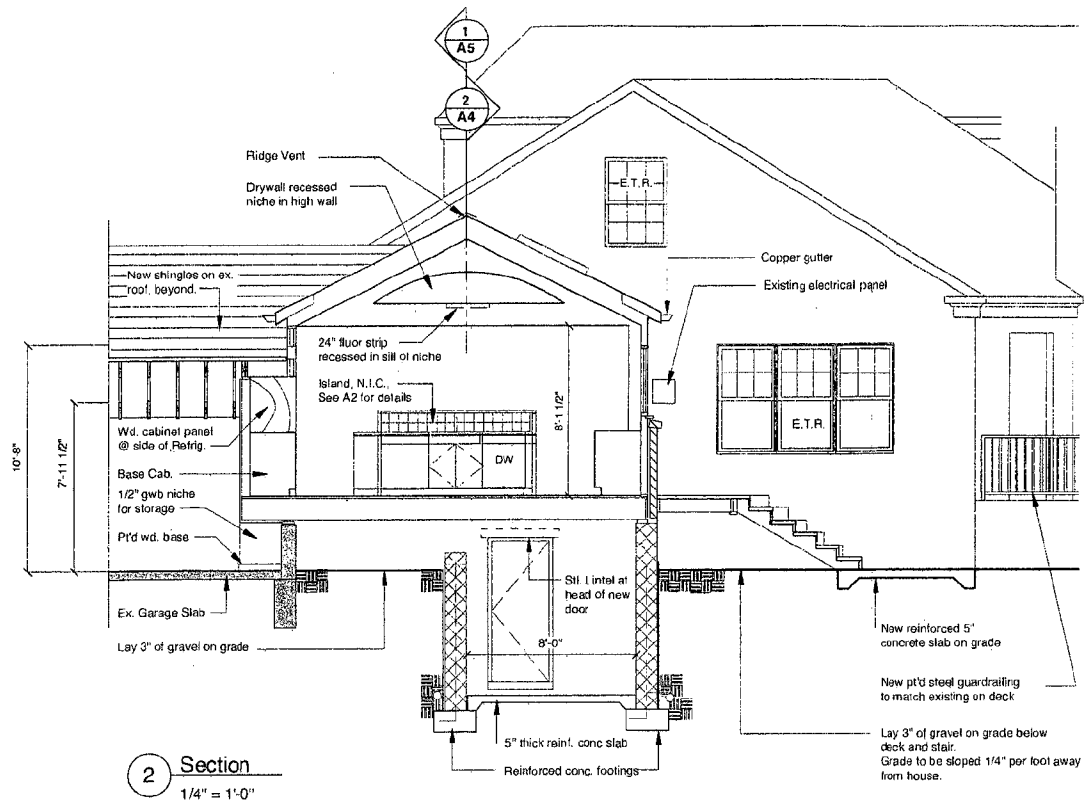 1
A5
2
A4
Ridge Vent
Drywall recessed
niche in high wall
E.T.R.
Copper gutter
Existing electrical panel
New shingles on ex.
roof, beyond.
24" fluor strip
recessed in sill of niche
Island, N.I.C.,
See A2 for details
8'-1 1/2"
E.T.R.
10'-8"
7'-11 1/2"
Wd. cabinet panel
@ side of Refrig.
DW
Base Cab.
1/2" gwb niche
for storage
Pt'd wd. base
Stl. Lintel at
head of new
door
Ex. Garage Slab
8'-0"
Lay 3" of gravel on grade
New reinforced 5"
concrete slab on grade
New pt'd steel guardrailing
to match existing on deck
5" thick reinf. conc slab
Reinforced conc. footings
Lay 3" of gravel on grade below
deck and stair.
Grade to be sloped 1/4" per foot away
from house.
2
Section
1/4" = 1'-0"